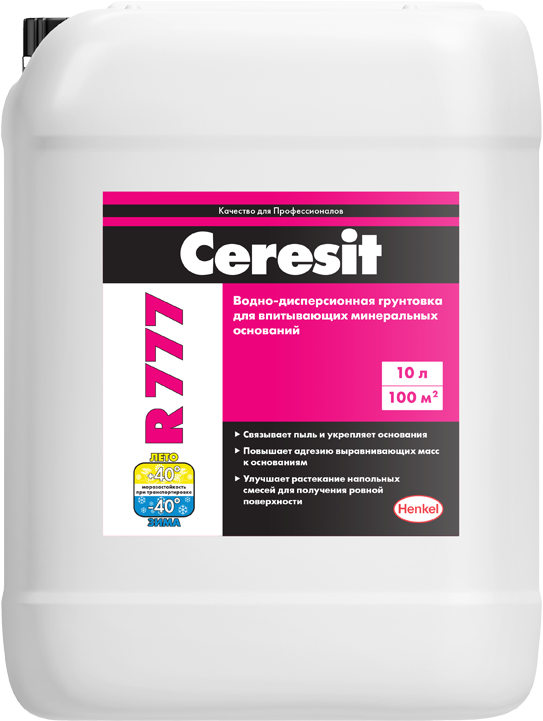 Качество для Профессионалов
Ceresit
R 777
Водно-дисперсионная грунтовка
для впитывающих минеральных
оснований
10 л
100 м²
Связывает пыль и укрепляет основания
Повышает адгезию выравнивающих масс
к основаниям
Улучшает растекание напольных
смесей для получения ровной
поверхности
ЛЕТО
+40°
морозостойкость
при транспортировке
-40°
ЗИМА
Henkel